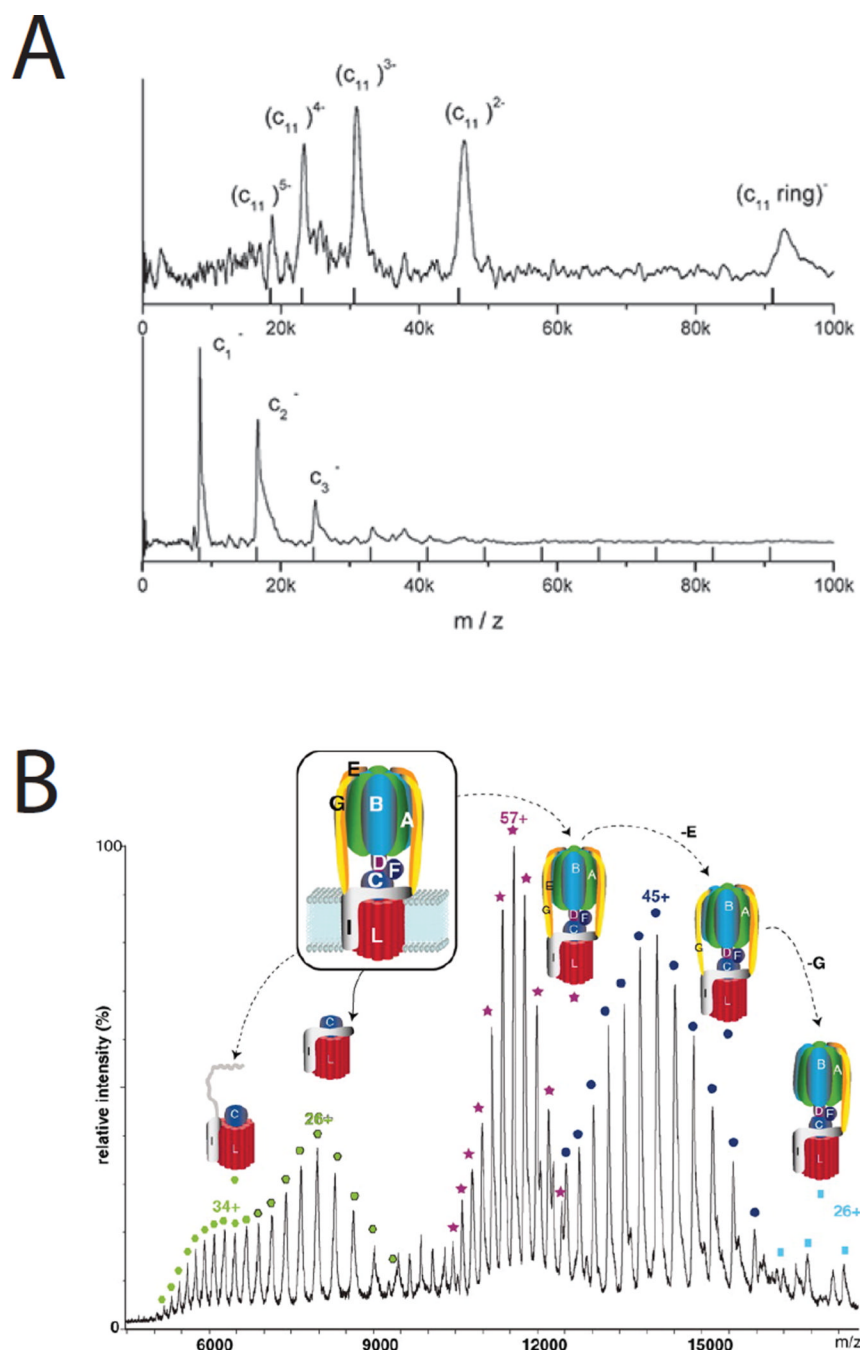 A
(c11)5-
(c11)4-
(c11)3-
(c11)2-
(c11 ring)-
0 20k 40k 60k 80k 100k
C1-
C2-
C3-
0 20k 40k 60k 80k 100k
m / z
B
100
relative intensity (%)
0
E
G
B
A
D
F
C
I
L
57+
-E
45+
-G
B
A
E
G
D
F
C
I
L
B
A
G
D
F
C
I
L
C
I
L
C
I
L
34+
26+
B
A
D
F
C
I
L
26+
6000 9000 12000 15000 m/z